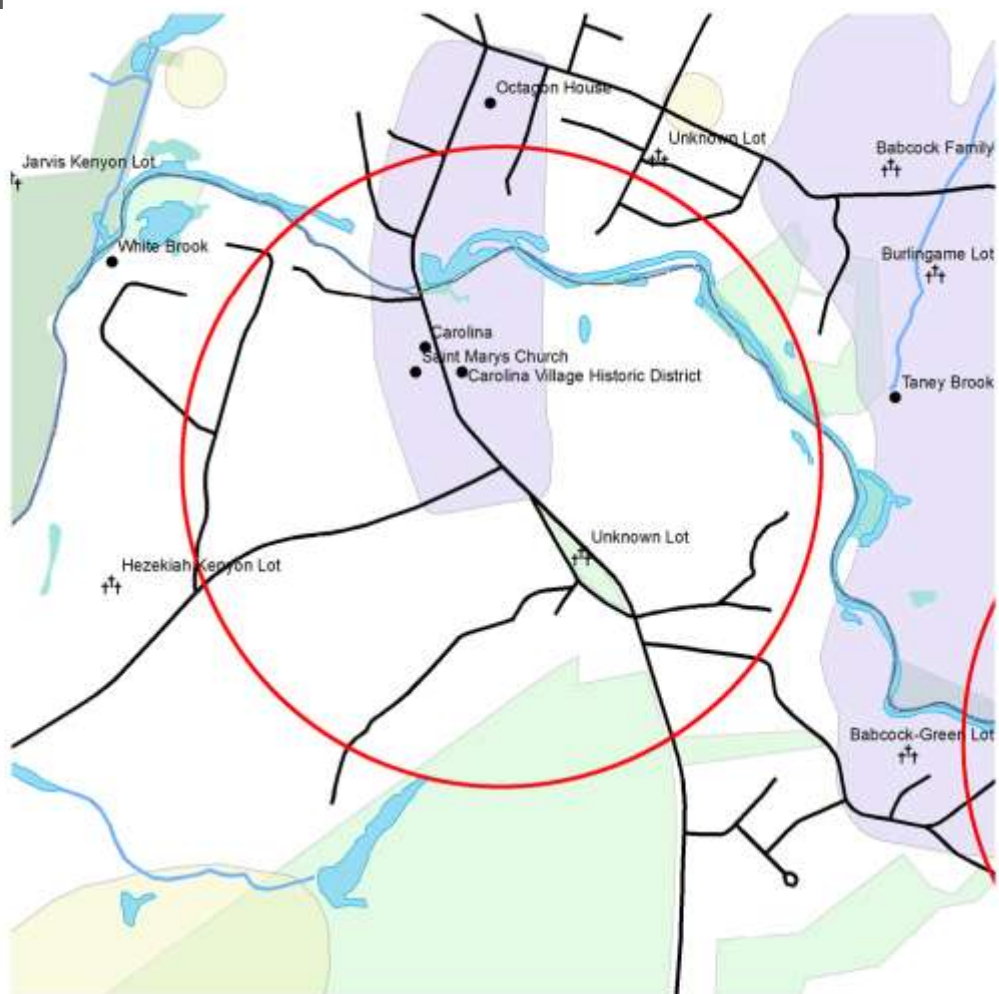 Octagon House
Unknown Lot
Babcock Family
Jarvis Kenyon Lot
White Brook
Burlingame Lot
Carolina
Saint Marys Church
Carolina Village Historic District
Taney Brook
Unknown Lot
Hezekiah Kenyon Lot
Babcock-Green Lot